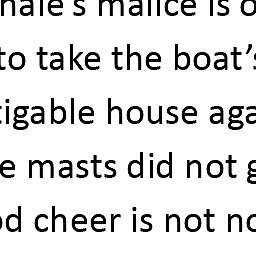 hale's malice is o
to take the boat's
tigable house aga
e masts did not g
od cheer is not no